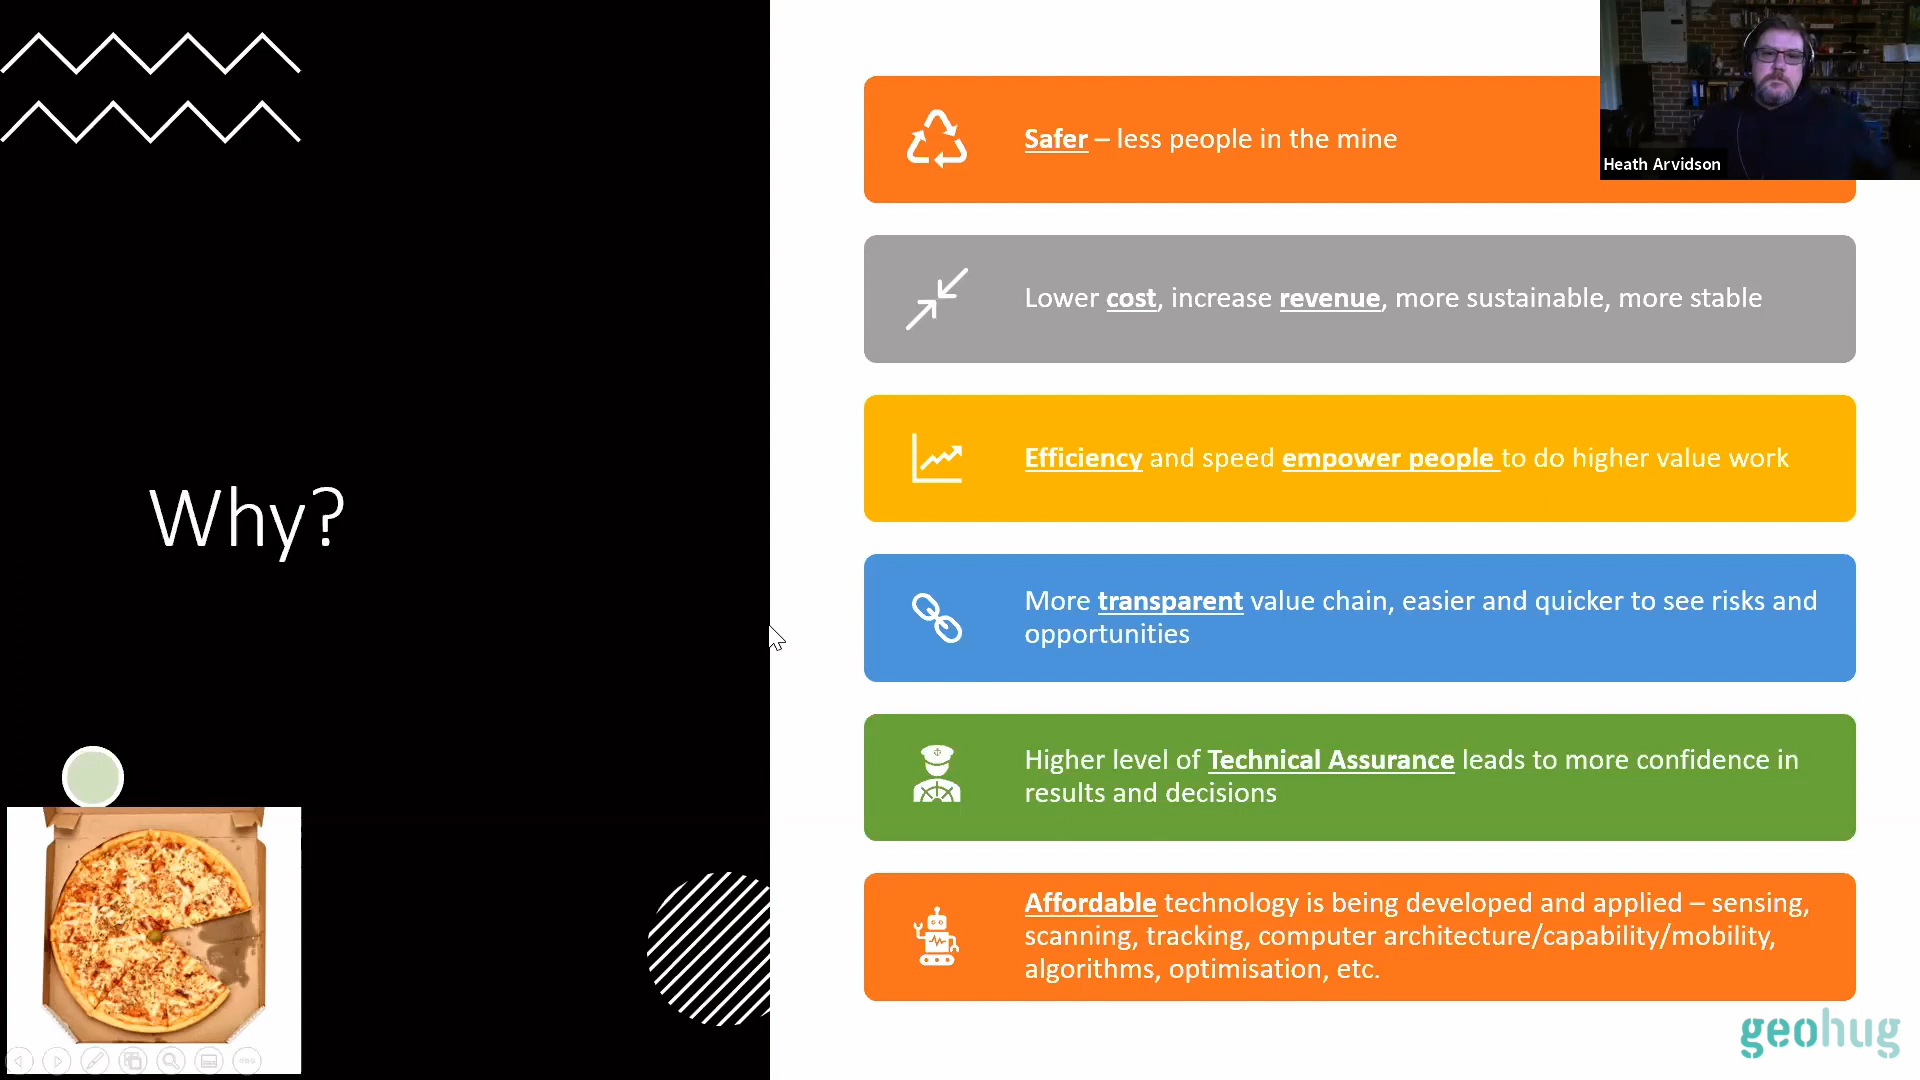 Why?
Safer – less people in the mine
Lower cost, increase revenue, more sustainable, more stable
Efficiency and speed empower people to do higher value work
More transparent value chain, easier and quicker to see risks and
opportunities
Higher level of Technical Assurance leads to more confidence in
results and decisions
Affordable technology is being developed and applied – sensing,
scanning, tracking, computer architecture/capability/mobility,
algorithms, optimisation, etc.
Heath Arvidson
geohug